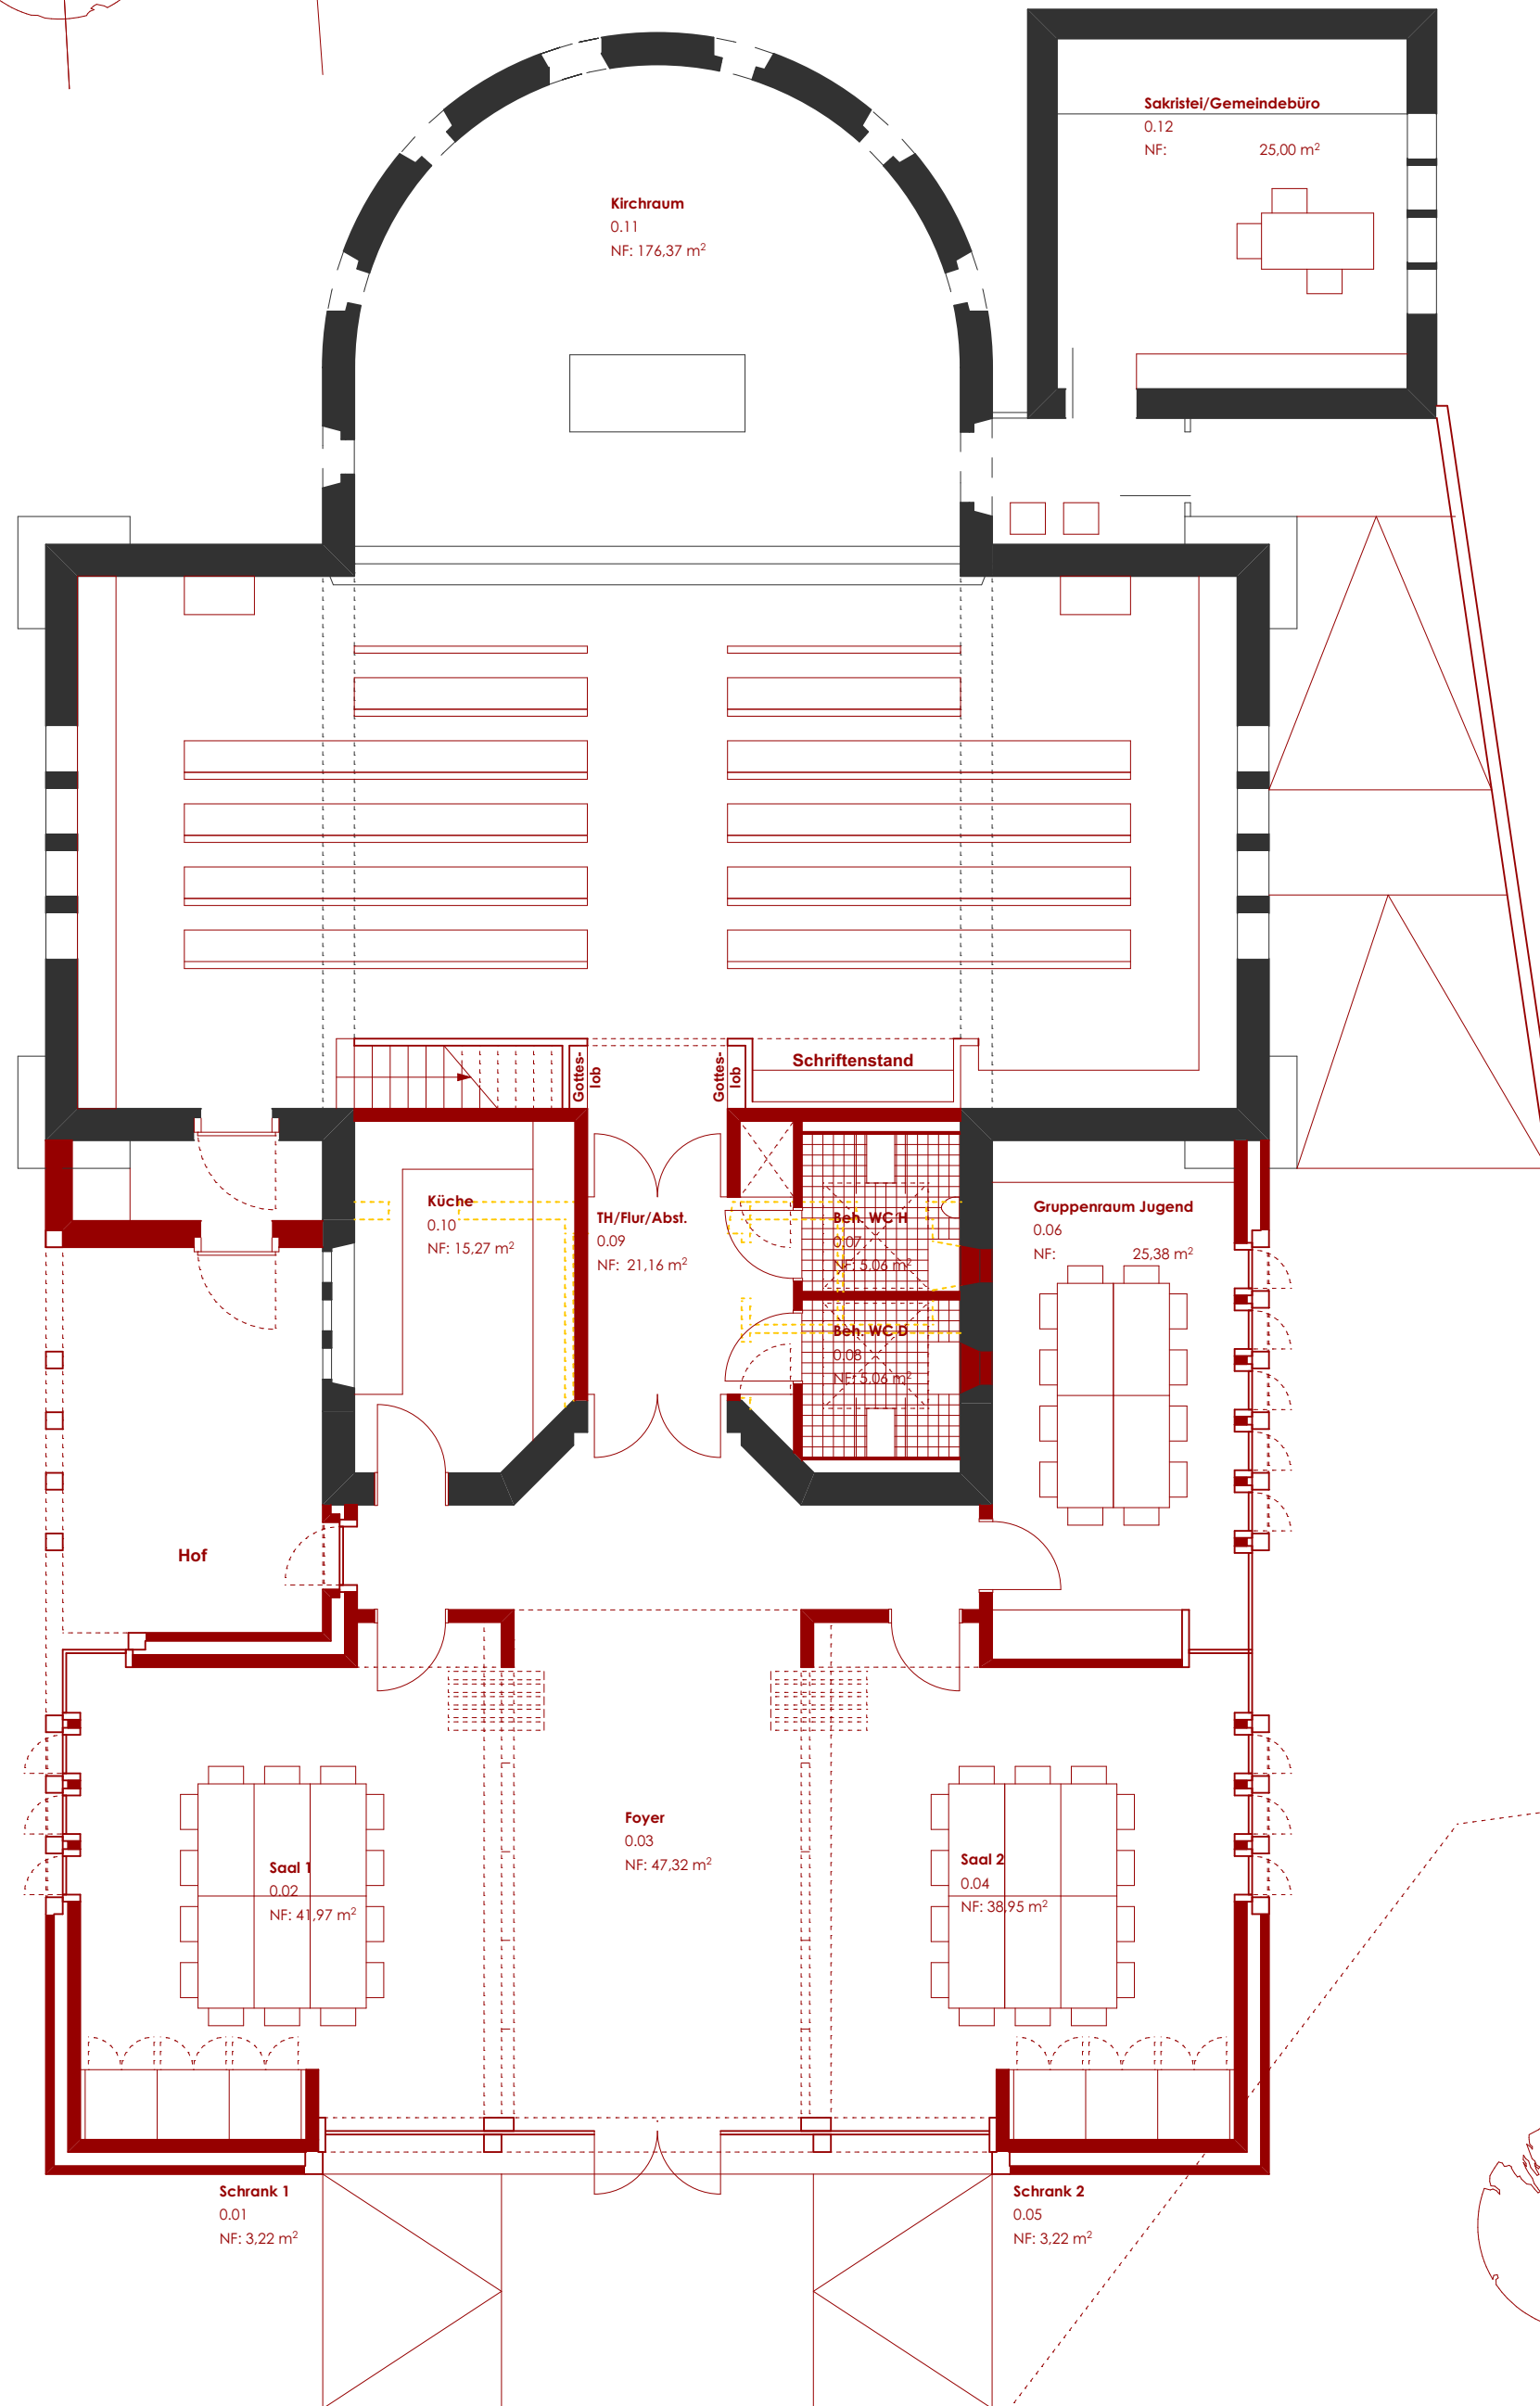 Sakristei/Gemeindebüro
0.12
NF: 25,00 m²
Kirchraum
0.11
NF: 176,37 m²
Gottes-
lob
Gottes-
lob
Schriftenstand
Küche
0.10
NF: 15,27 m²
TH/Flur/Abst.
0.09
NF: 21,16 m²
Beh. WC H
0.07
NF: 5,06 m²
Beh. WC D
0.08
NF: 5,06 m²
Gruppenraum Jugend
0.06
NF: 25,38 m²
Hof
Foyer
0.03
NF: 47,32 m²
Saal 1
0.02
NF: 41,97 m²
Saal 2
0.04
NF: 38,95 m²
Schrank 1
0.01
NF: 3,22 m²
Schrank 2
0.05
NF: 3,22 m²